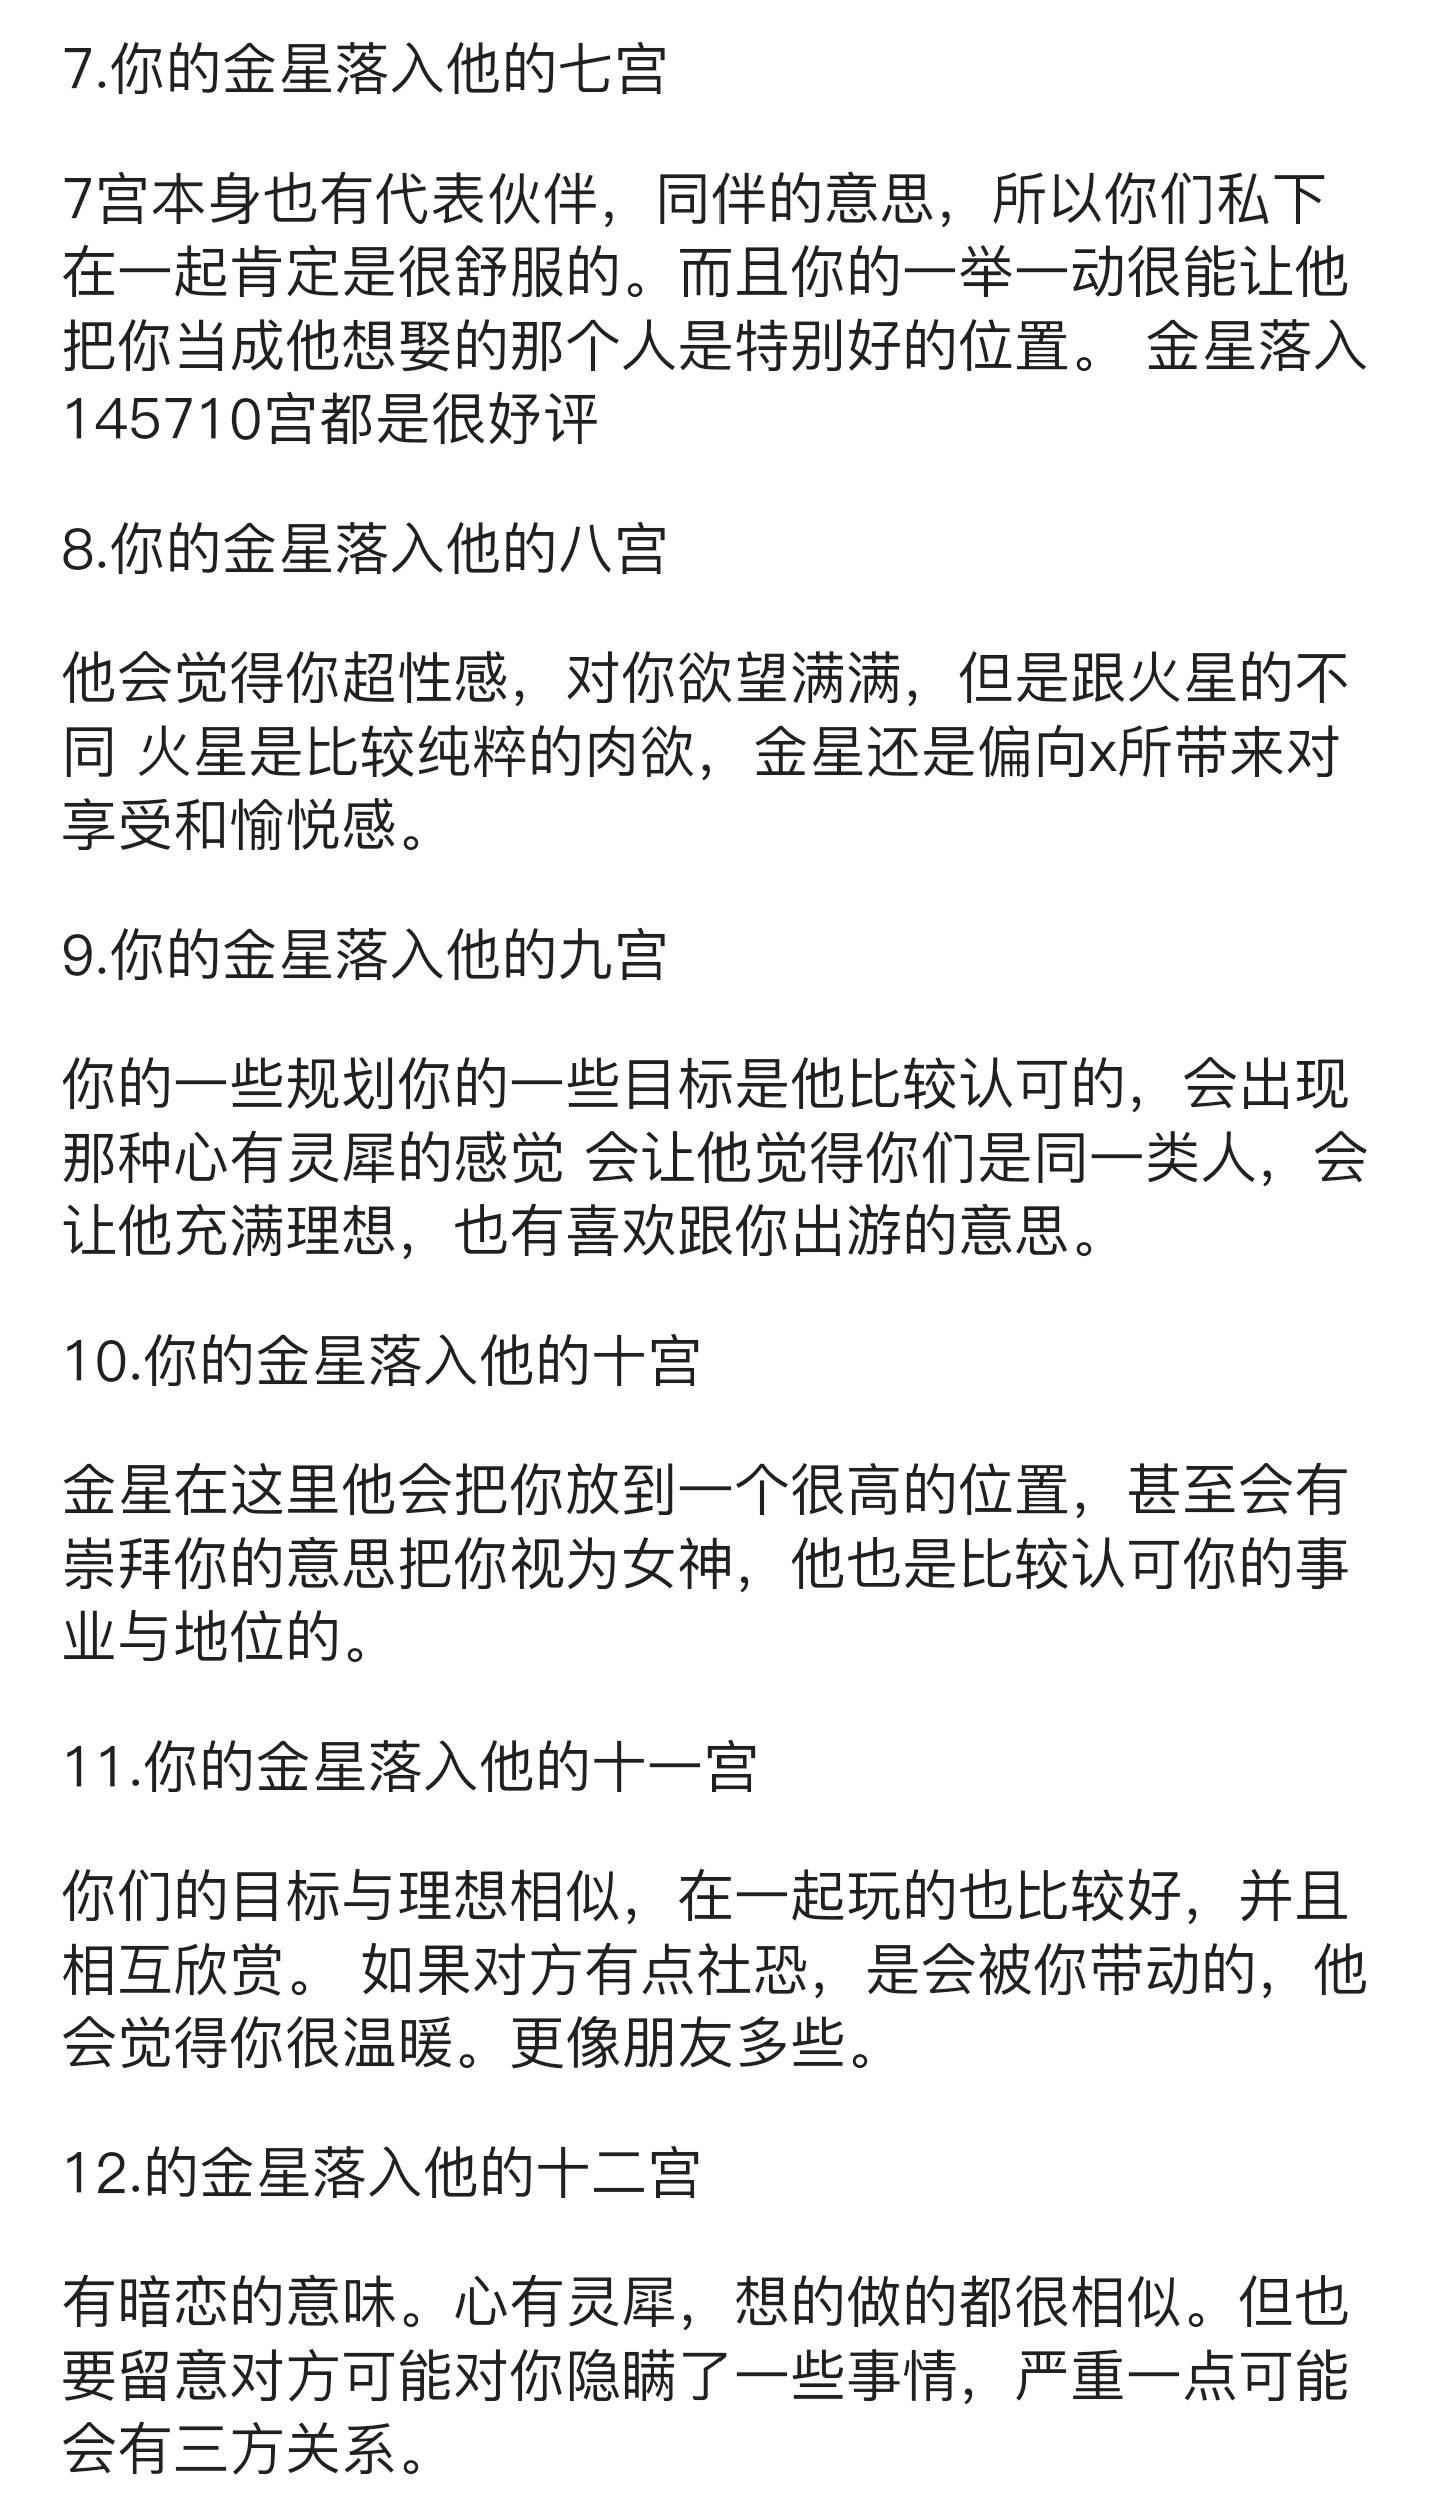 7.你的金星落入他的七宫
7宫本身也有代表伙伴，同伴的意思，所以你们私下
在一起肯定是很舒服的。而且你的一举一动很能让他
把你当成他想娶的那个人是特别好的位置。 金星落入
145710宫都是很妤评
8.你的金星落入他的八宫
他会觉得你超性感，对你欲望满满，但是跟火星的不
同 火星是比较纯粹的肉欲，金星还是偏向x所带来对
享受和愉悦感。
9.你的金星落入他的九宫
你的一些规划你的一些目标是他比较认可的，会出现
那种心有灵犀的感觉 会让他觉得你们是同一类人，会
让他充满理想，也有喜欢跟你出游的意思。
10.你的金星落入他的十宫
金星在这里他会把你放到一个很高的位置，甚至会有
崇拜你的意思把你视为女神，他也是比较认可你的事
业与地位的。
11.你的金星落入他的十一宫
你们的目标与理想相似，在一起玩的也比较好，并且
相互欣赏。 如果对方有点社恐，是会被你带动的，他
会觉得你很温暖。更像朋友多些。
12.的金星落入他的十二宫
有暗恋的意味。心有灵犀，想的做的都很相似。但也
要留意对方可能对你隐瞒了一些事情，严重一点可能
会有三方关系。